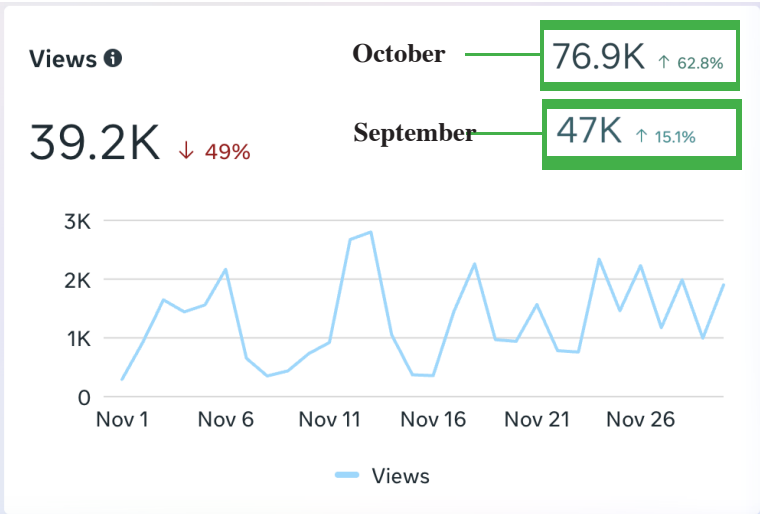 Views
October
76.9K ↑ 62.8%
39.2K ↓ 49%
September
47K ↑ 15.1%
3K
2K
1K
0
Nov 1 Nov 6 Nov 11 Nov 16 Nov 21 Nov 26
Views